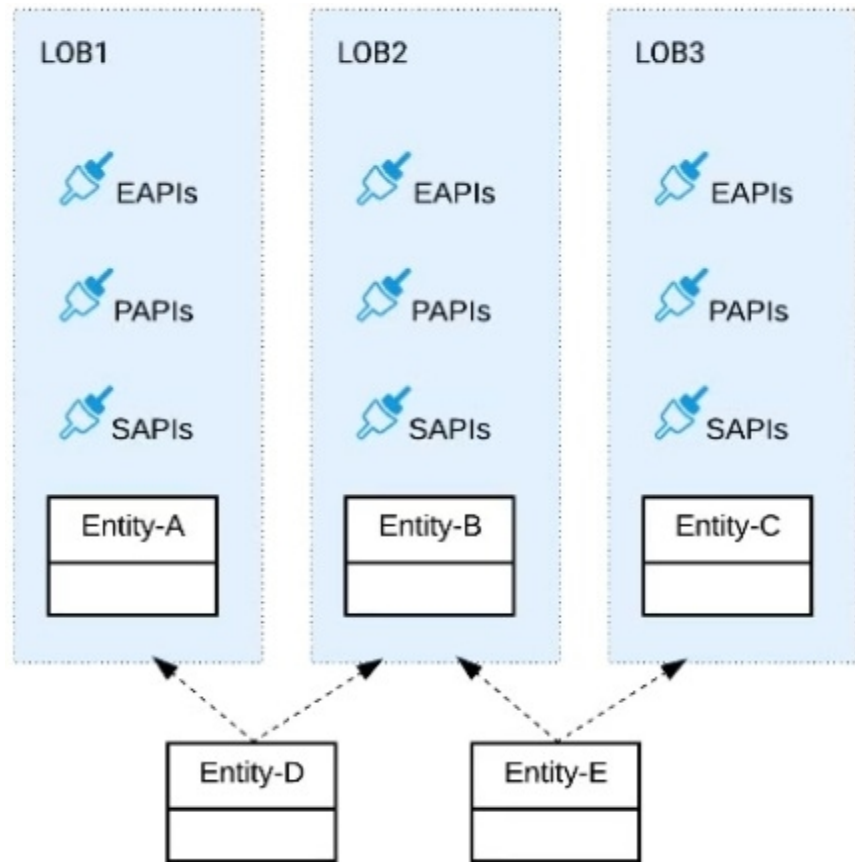 LOB1 LOB2 LOB3
EAPIs EAPIs EAPIs
PAPIs PAPIs PAPIs
SAPIs SAPIs SAPIs
Entity-A Entity-B Entity-C
Entity-D Entity-E